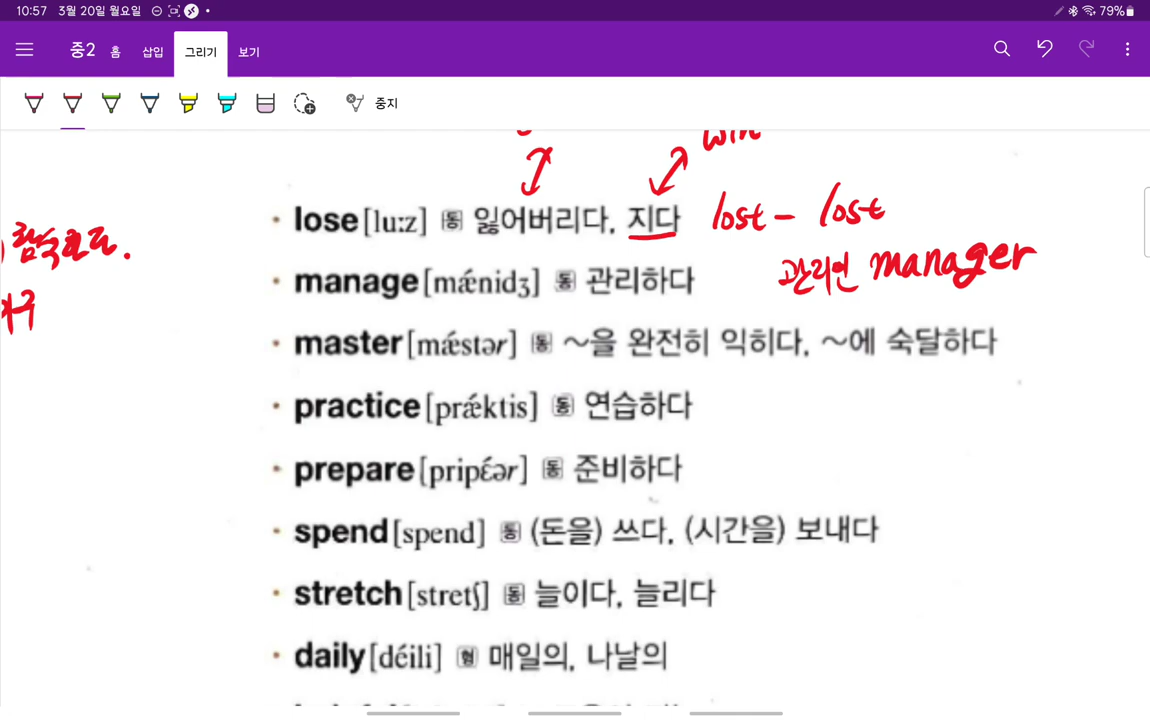 10:57 3월 20일 월요일 79%
중2 홈 삽입 그리기 보기
중지
win
lose [lu:z] 동 잃어버리다, 지다 lost - lost
manage [mǽnidʒ] 동 관리하다 관리인 manager
master [mǽstər] 동 ~을 완전히 익히다, ~에 숙달하다
practice [prǽktis] 동 연습하다
prepare [pripɛ́ər] 동 준비하다
spend [spend] 동 (돈을) 쓰다, (시간을) 보내다
stretch [stretʃ] 동 늘이다, 늘리다
daily [déili] 형 매일의, 나날의